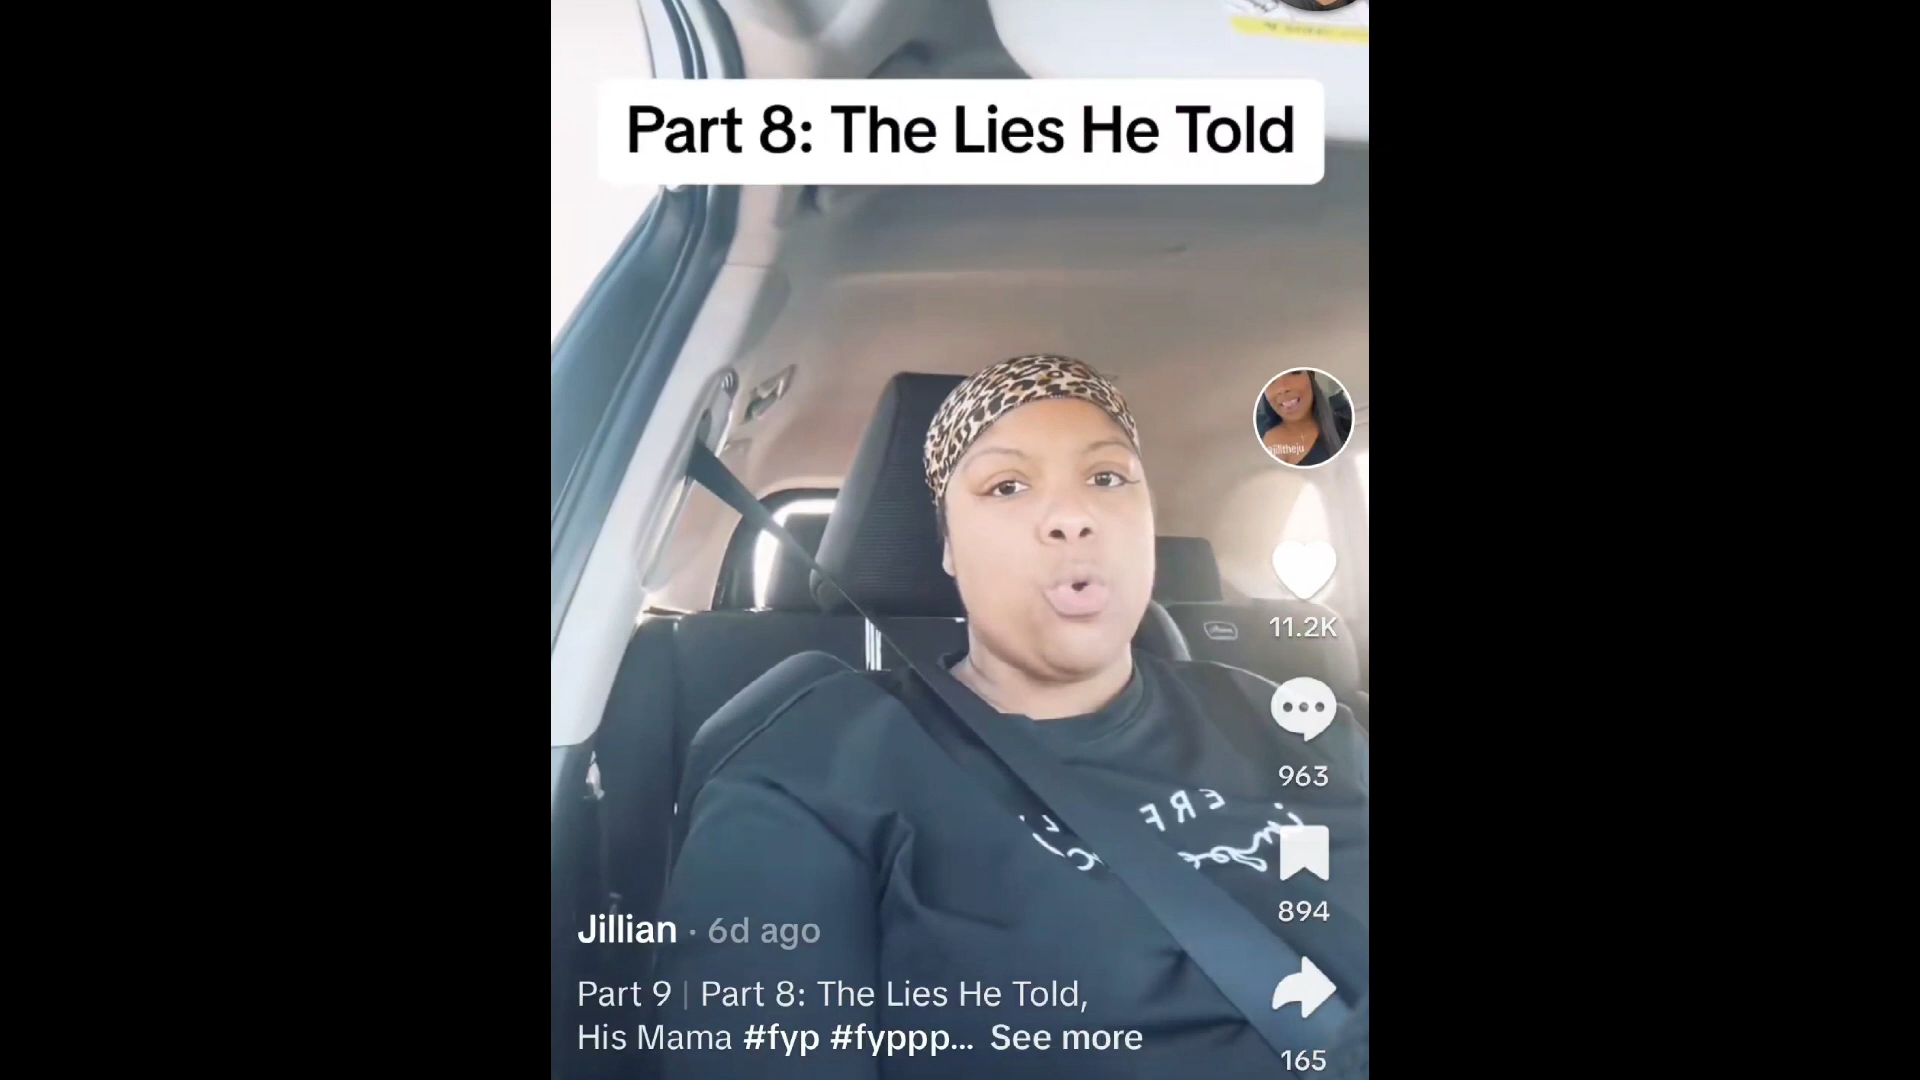 Part 8: The Lies He Told
11.2K
963
894
Jillian · 6d ago
Part 9 | Part 8: The Lies He Told,
His Mama #fyp #fyppp... See more
165